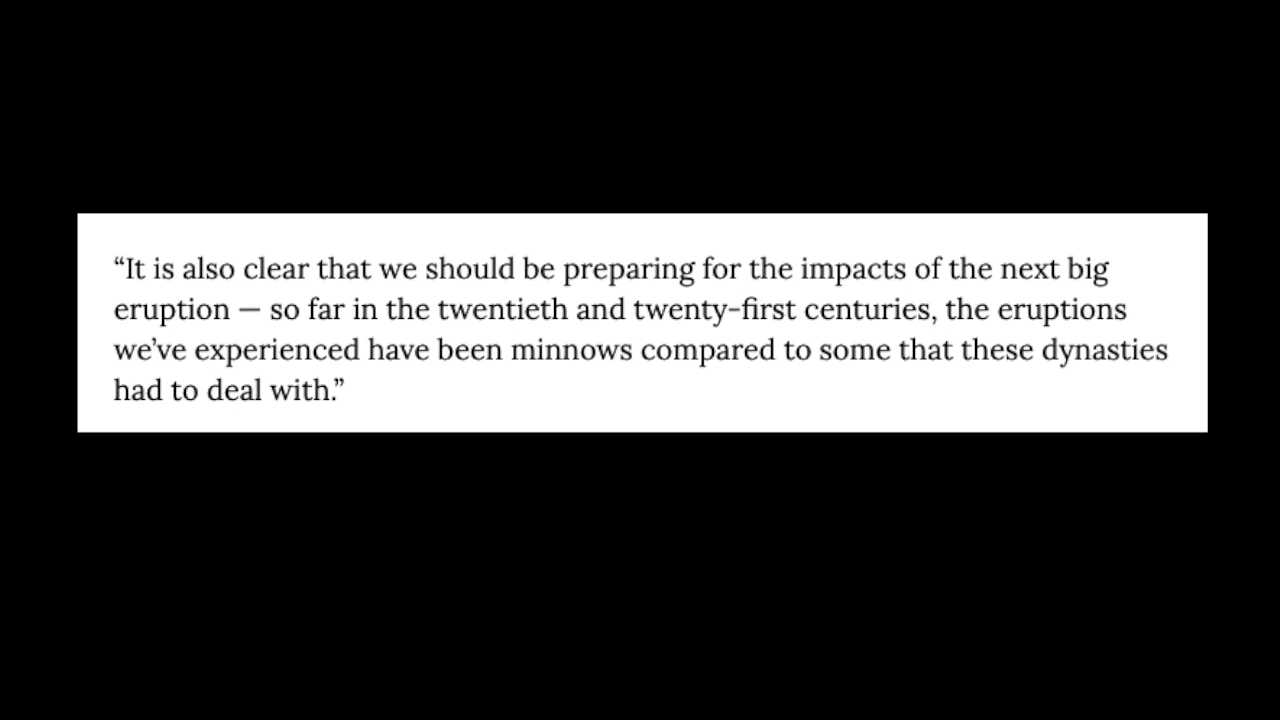 “It is also clear that we should be preparing for the impacts of the next big
eruption — so far in the twentieth and twenty-first centuries, the eruptions
we’ve experienced have been minnows compared to some that these dynasties
had to deal with.”